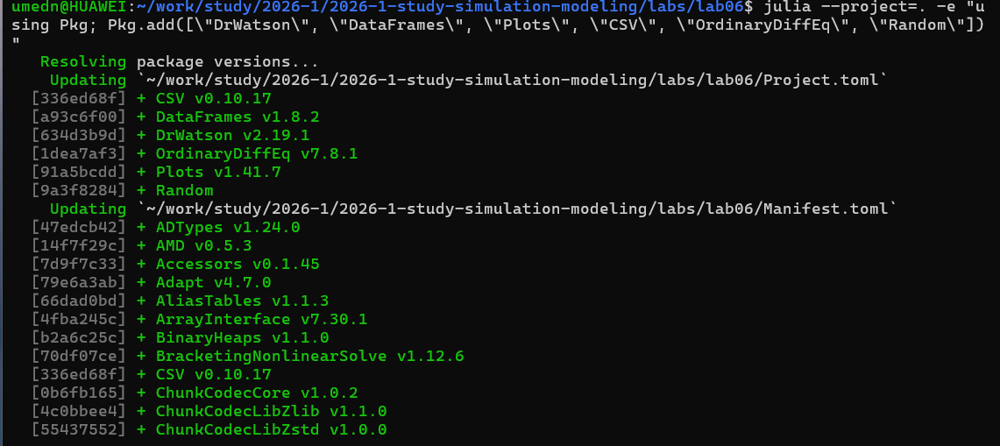 umedn@HUAWEI:~/work/study/2026-1/2026-1-study-simulation-modeling/labs/lab06$ julia --project=. -e "u
sing Pkg; Pkg.add([\"DrWatson\", \"DataFrames\", \"Plots\", \"CSV\", \"OrdinaryDiffEq\", \"Random\"])
"
Resolving package versions...
Updating `~/work/study/2026-1/2026-1-study-simulation-modeling/labs/lab06/Project.toml`
[336ed68f] + CSV v0.10.17
[a93c6f00] + DataFrames v1.8.2
[634d3b9d] + DrWatson v2.19.1
[1dea7af3] + OrdinaryDiffEq v7.8.1
[91a5bcdd] + Plots v1.41.7
[9a3f8284] + Random
Updating `~/work/study/2026-1/2026-1-study-simulation-modeling/labs/lab06/Manifest.toml`
[47edcb42] + ADTypes v1.24.0
[14f7f29c] + AMD v0.5.3
[7d9f7c33] + Accessors v0.1.45
[79e6a3ab] + Adapt v4.7.0
[66dad0bd] + AliasTables v1.1.3
[4fba245c] + ArrayInterface v7.30.1
[b2a6c25c] + BinaryHeaps v1.1.0
[70df07ce] + BracketingNonlinearSolve v1.12.6
[336ed68f] + CSV v0.10.17
[0b6fb165] + ChunkCodecCore v1.0.2
[4c0bbee4] + ChunkCodecLibZlib v1.1.0
[55437552] + ChunkCodecLibZstd v1.0.0